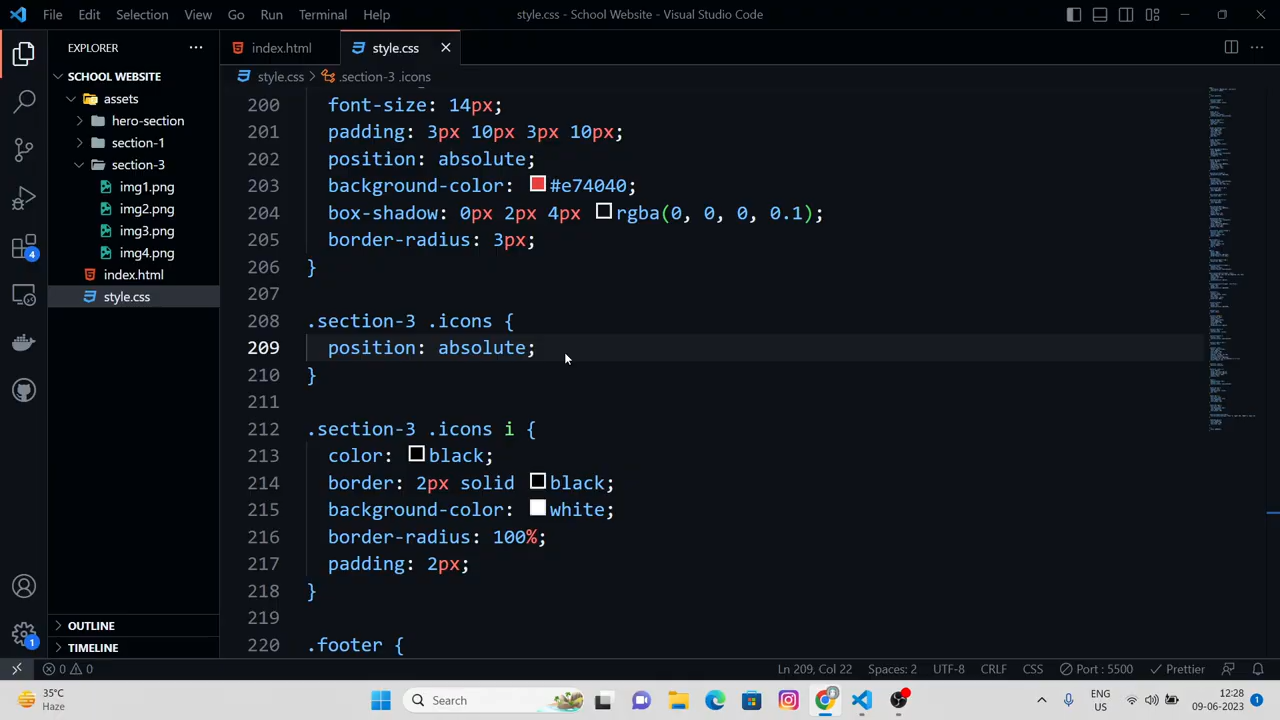 File Edit Selection View Go Run Terminal Help style.css - School Website - Visual Studio Code
EXPLORER
SCHOOL WEBSITE
assets
hero-section
section-1
section-3
img1.png
img2.png
img3.png
img4.png
index.html
style.css
OUTLINE
TIMELINE
4
1
index.html style.css
style.css > .section-3 .icons
200 font-size: 14px;
201 padding: 3px 10px 3px 10px;
202 position: absolute;
203 background-color: #e74040;
204 box-shadow: 0px 2px 4px rgba(0, 0, 0, 0.1);
205 border-radius: 3px;
206 }
207
208 .section-3 .icons {
209 position: absolute;
210 }
211
212 .section-3 .icons i {
213 color: black;
214 border: 2px solid black;
215 background-color: white;
216 border-radius: 100%;
217 padding: 2px;
218 }
219
220 .footer {
0 0 Ln 209, Col 22 Spaces: 2 UTF-8 CRLF CSS Port : 5500 Prettier
35°C
Haze
Search
ENG
US
12:28
09-06-2023
1